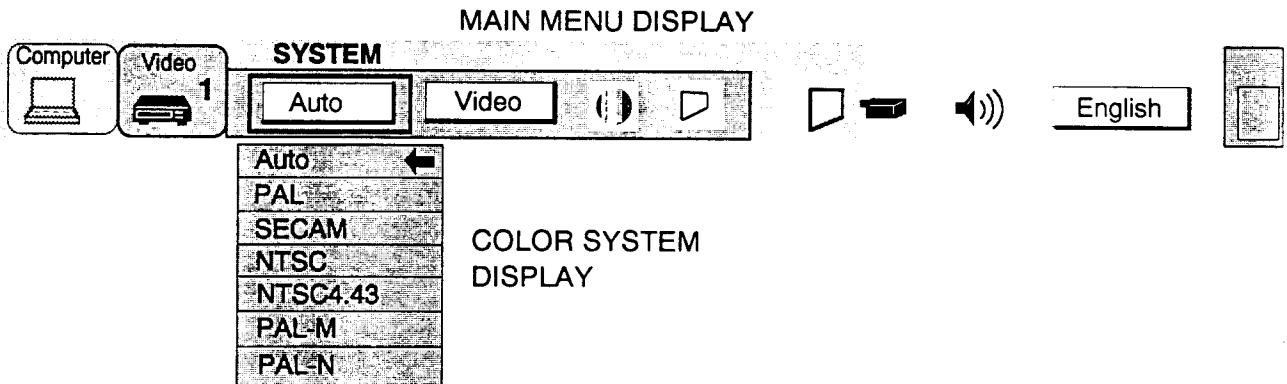 MAIN MENU DISPLAY
Computer
Video
1
SYSTEM
Auto
Video
English
Auto
PAL
SECAM
NTSC
NTSC4.43
PAL-M
PAL-N
COLOR SYSTEM
DISPLAY